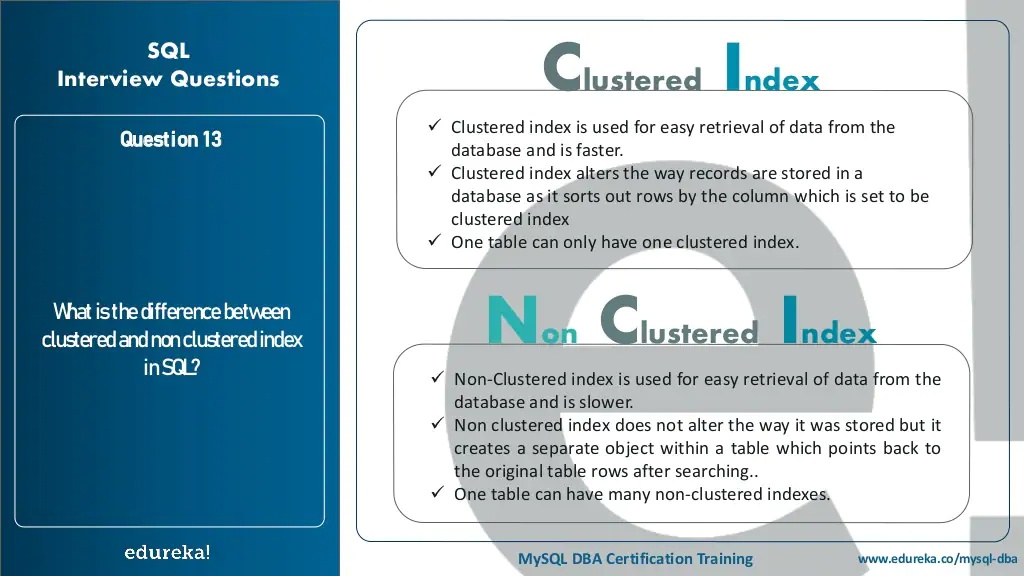 SQL
Interview Questions
Question 13
What is the difference between
clustered and non clustered index
in SQL?
edureka!
Clustered Index
✓ Clustered index is used for easy retrieval of data from the
database and is faster.
✓ Clustered index alters the way records are stored in a
database as it sorts out rows by the column which is set to be
clustered index
✓ One table can only have one clustered index.
Non Clustered Index
✓ Non-Clustered index is used for easy retrieval of data from the
database and is slower.
✓ Non clustered index does not alter the way it was stored but it
creates a separate object within a table which points back to
the original table rows after searching..
✓ One table can have many non-clustered indexes.
MySQL DBA Certification Training
www.edureka.co/mysql-dba